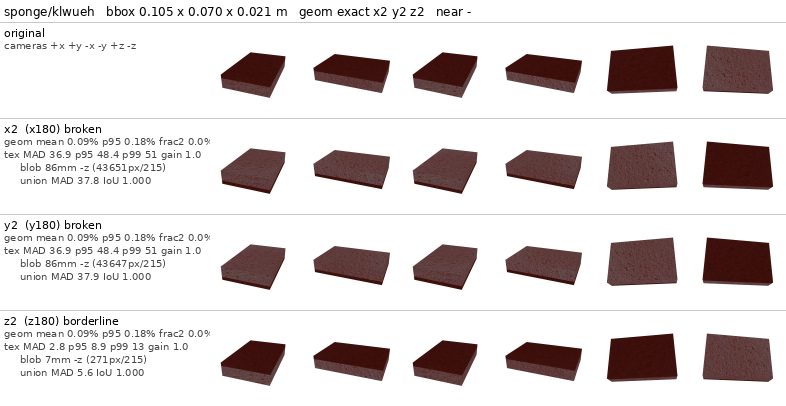 sponge/klwueh   bbox 0.105 x 0.070 x 0.021 m   geom exact x2 y2 z2   near -
original
cameras +x +y -x -y +z -z
x2  (x180) broken
geom mean 0.09% p95 0.18% frac2 0.0%
tex MAD 36.9 p95 48.4 p99 51 gain 1.0
blob 86mm -z (43651px/215)
union MAD 37.8 IoU 1.000
y2  (y180) broken
geom mean 0.09% p95 0.18% frac2 0.0%
tex MAD 36.9 p95 48.4 p99 51 gain 1.0
blob 86mm -z (43647px/215)
union MAD 37.9 IoU 1.000
z2  (z180) borderline
geom mean 0.09% p95 0.18% frac2 0.0%
tex MAD 2.8 p95 8.9 p99 13 gain 1.0
blob 7mm -z (271px/215)
union MAD 5.6 IoU 1.000